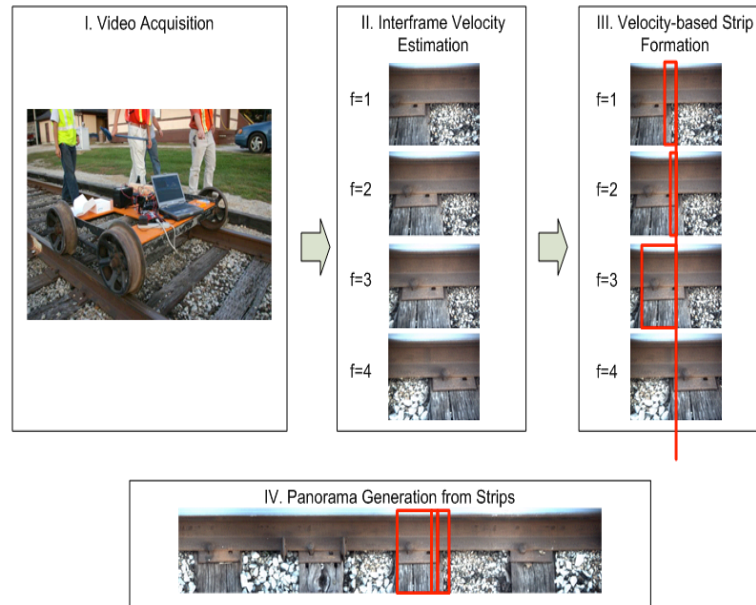 I. Video Acquisition
II. Interframe Velocity
Estimation
f=1
f=2
f=3
f=4
III. Velocity-based Strip
Formation
f=1
f=2
f=3
f=4
IV. Panorama Generation from Strips